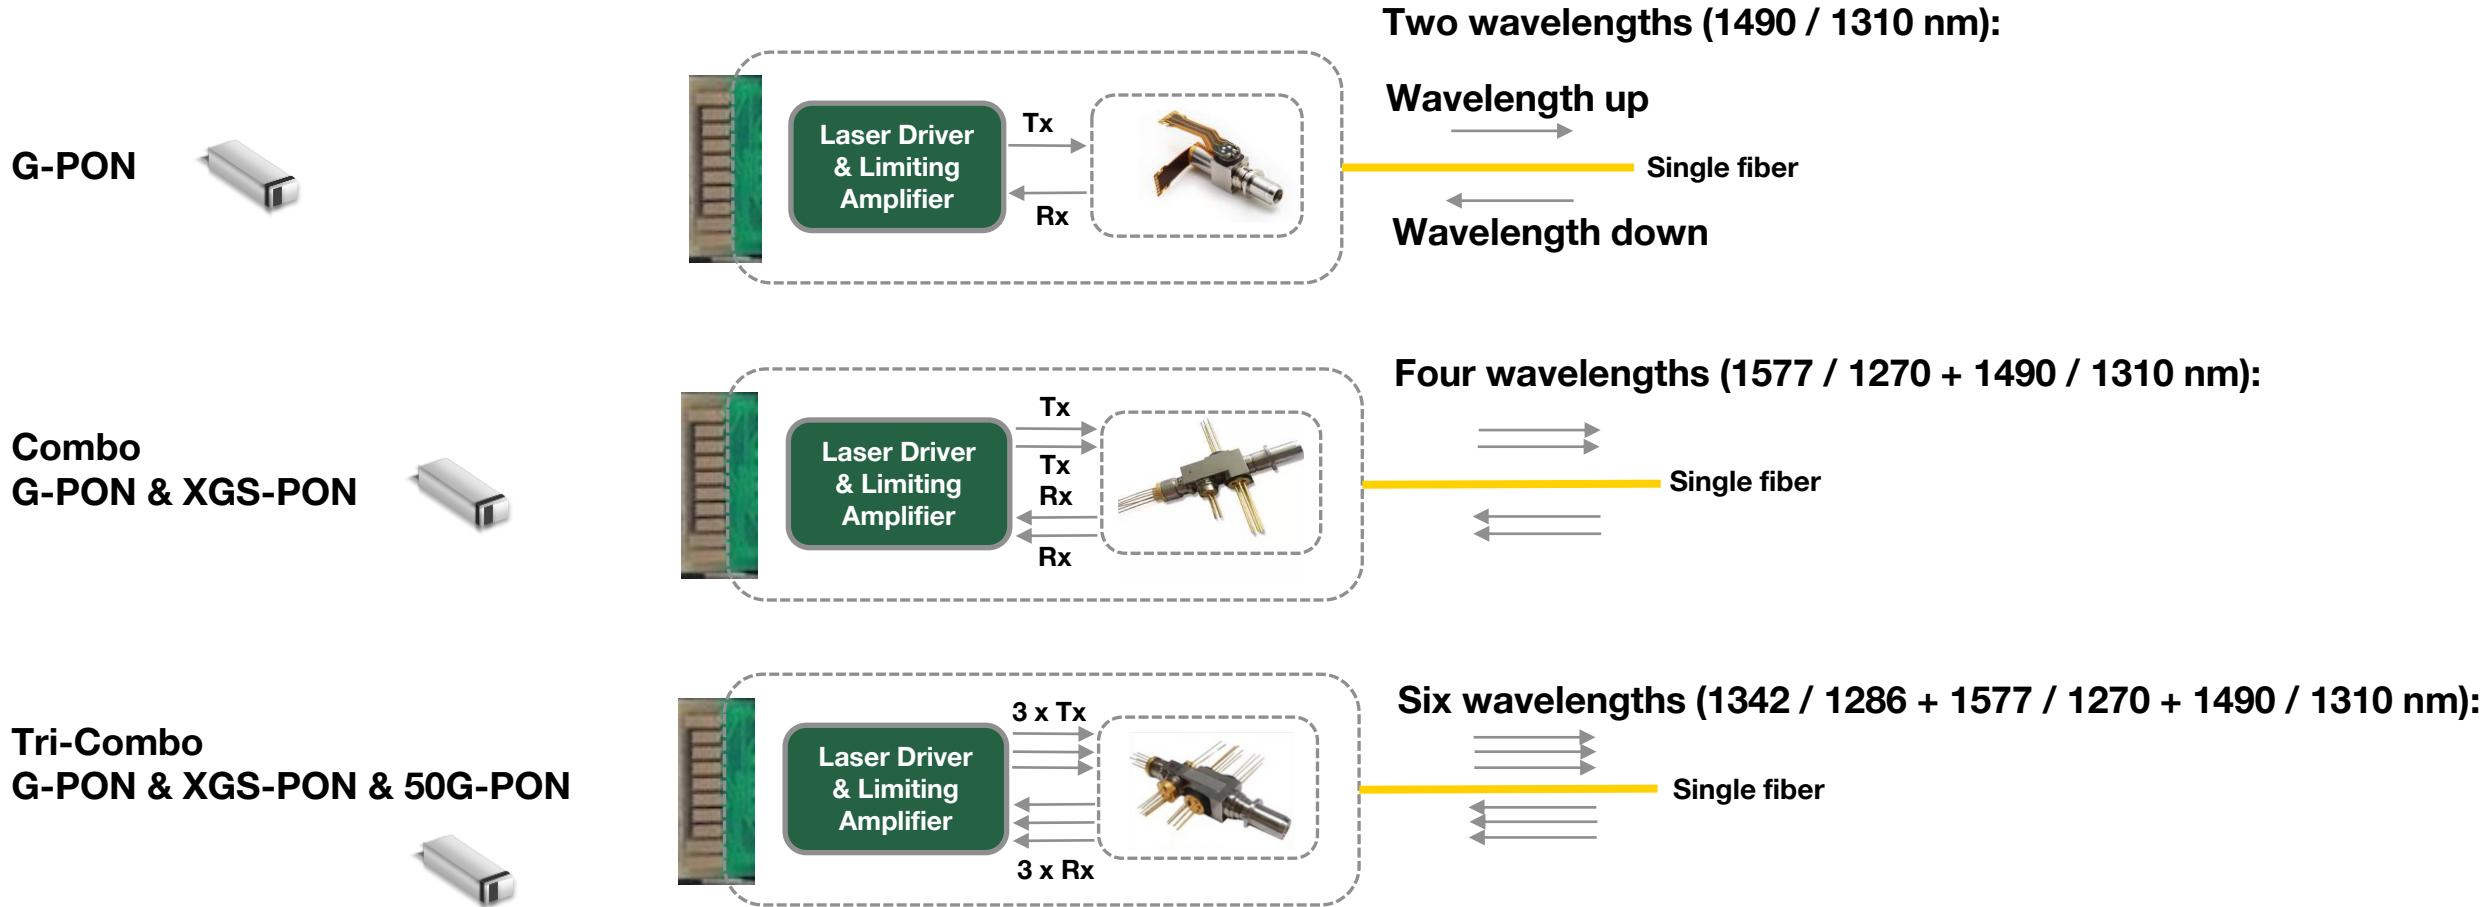 Two wavelengths (1490 / 1310 nm):
G-PON
Laser Driver
& Limiting
Amplifier
Tx
Rx
Wavelength up
Single fiber
Wavelength down
Four wavelengths (1577 / 1270 + 1490 / 1310 nm):
Combo
G-PON & XGS-PON
Laser Driver
& Limiting
Amplifier
Tx
Tx
Rx
Rx
Single fiber
Six wavelengths (1342 / 1286 + 1577 / 1270 + 1490 / 1310 nm):
Tri-Combo
G-PON & XGS-PON & 50G-PON
Laser Driver
& Limiting
Amplifier
3 x Tx
3 x Rx
Single fiber